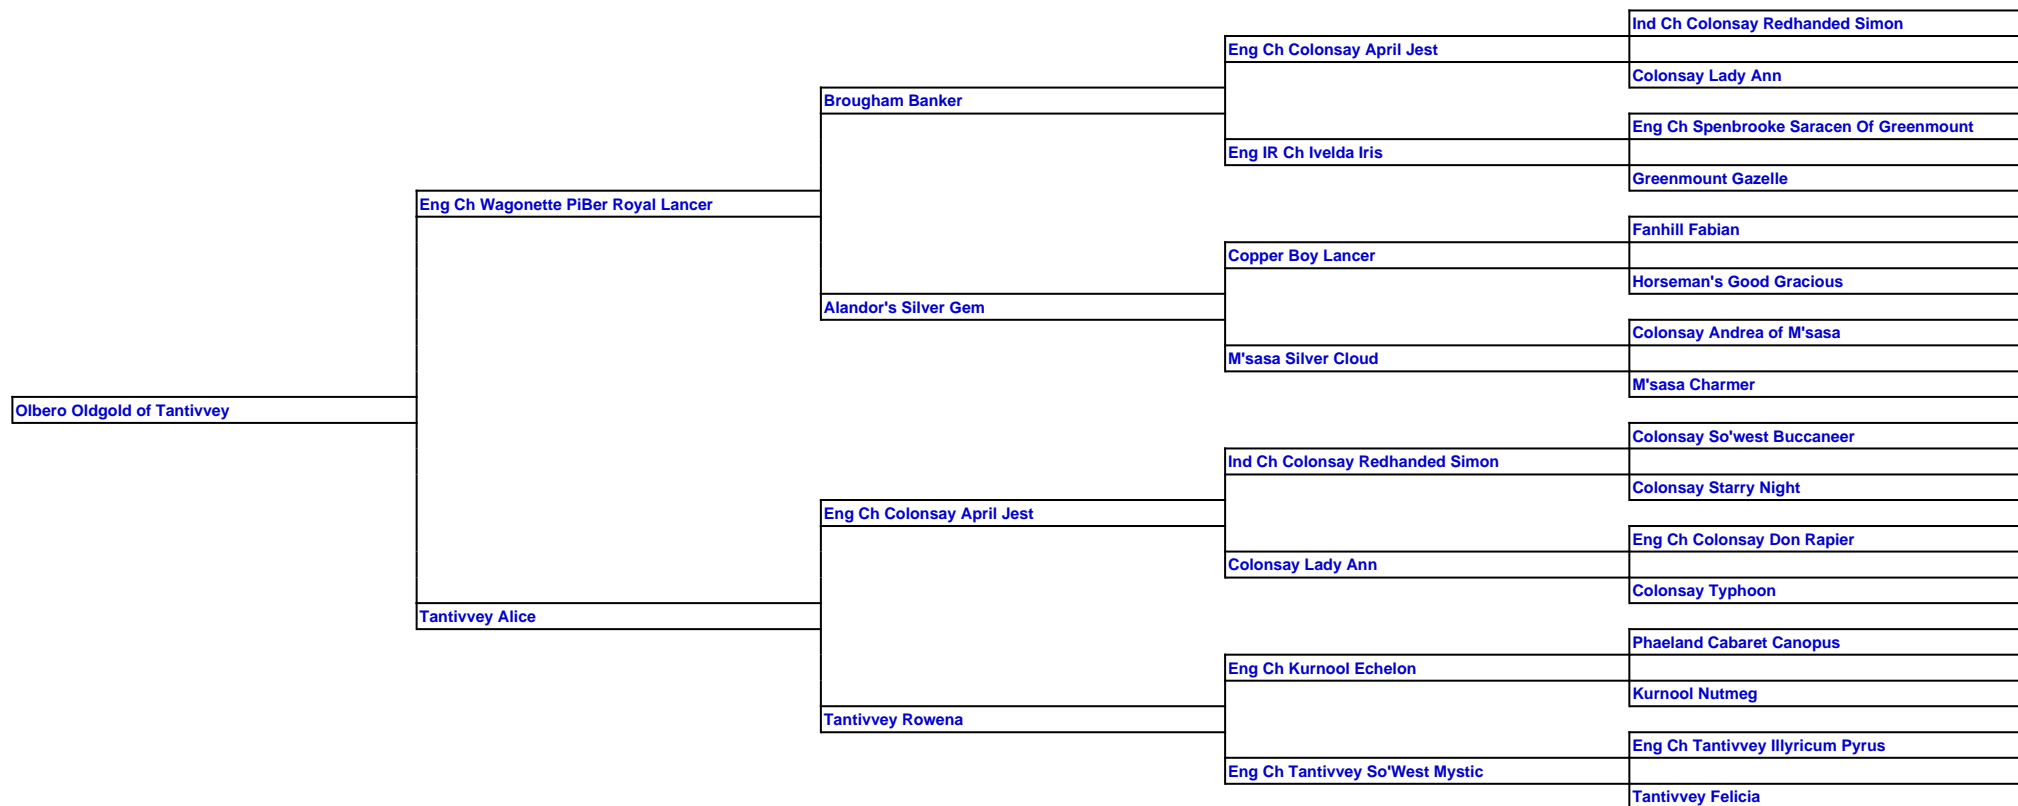 Ind Ch Colonsay Redhanded Simon
Eng Ch Colonsay April Jest
Colonsay Lady Ann
Brougham Banker
Eng Ch Spenbrooke Saracen Of Greenmount
Eng IR Ch Ivelda Iris
Greenmount Gazelle
Eng Ch Wagonette PiBer Royal Lancer
Fanhill Fabian
Copper Boy Lancer
Horseman's Good Gracious
Alandor's Silver Gem
Colonsay Andrea of M'sasa
M'sasa Silver Cloud
M'sasa Charmer
Olbero Oldgold of Tantivvey
Colonsay So'west Buccaneer
Ind Ch Colonsay Redhanded Simon
Colonsay Starry Night
Eng Ch Colonsay April Jest
Eng Ch Colonsay Don Rapier
Colonsay Lady Ann
Colonsay Typhoon
Tantivvey Alice
Phaeland Cabaret Canopus
Eng Ch Kurnool Echelon
Kurnool Nutmeg
Tantivvey Rowena
Eng Ch Tantivvey Illyricum Pyrus
Eng Ch Tantivvey So'West Mystic
Tantivvey Felicia